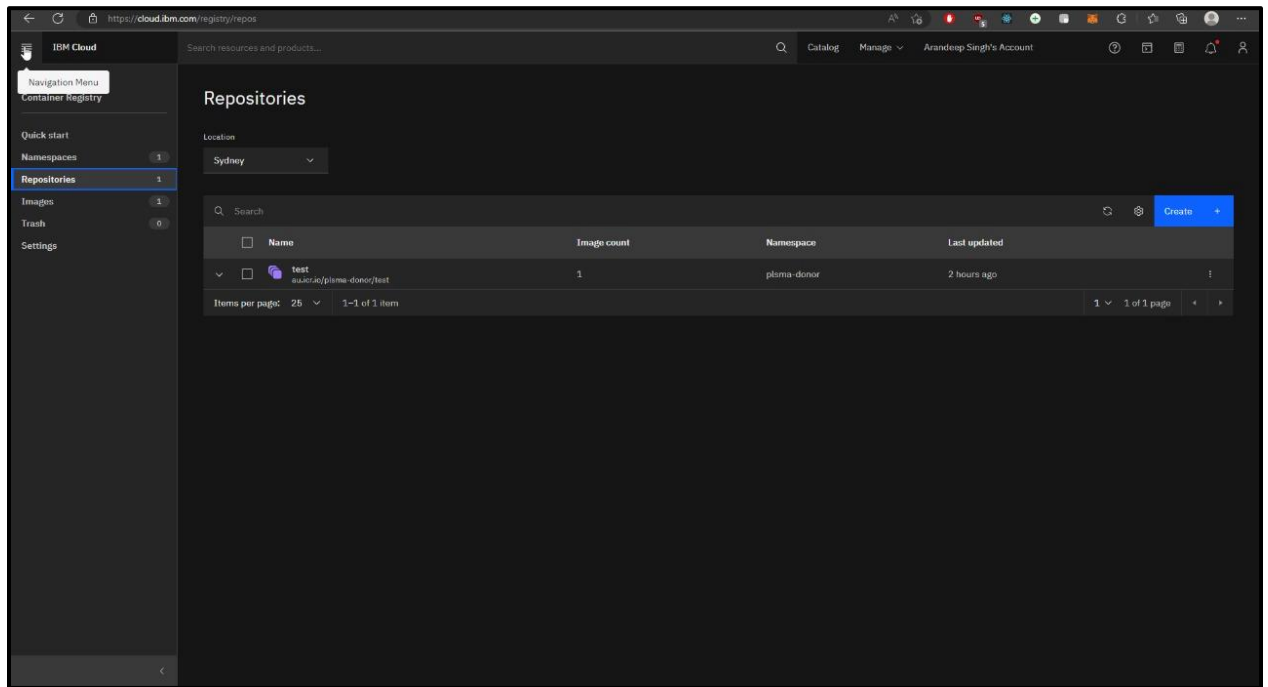 https://cloud.ibm.com/registry/repos
IBM Cloud
Search resources and products...
Catalog
Manage
Arandeep Singh's Account
Navigation Menu
Container Registry
Quick start
Namespaces 1
Repositories 1
Images 1
Trash 0
Settings
Repositories
Location
Sydney
Search
Create +
Name Image count Namespace Last updated
test 1 plsma-donor 2 hours ago
au.icr.io/plsma-donor/test
Items per page: 25 1–1 of 1 item 1 1 of 1 page